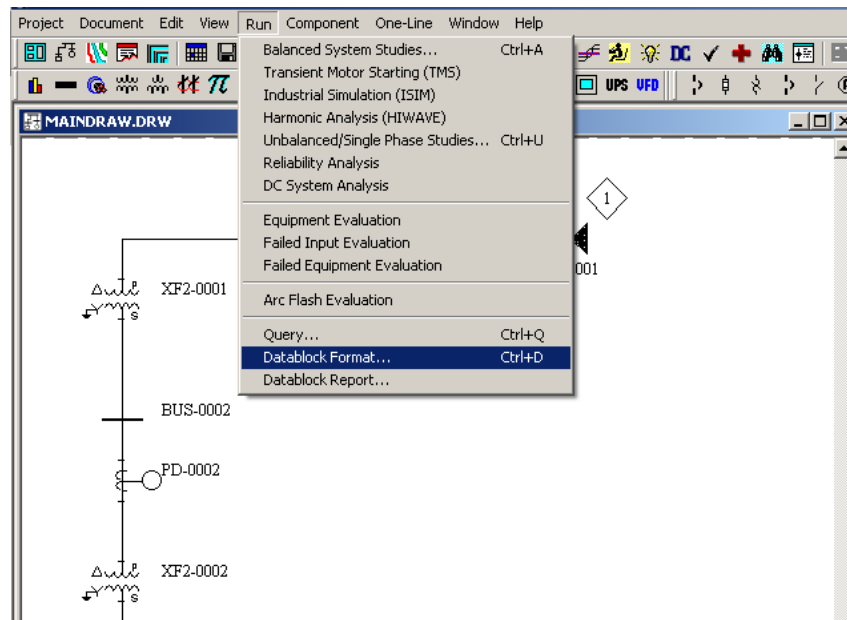 Project Document Edit View Run Component One-Line Window Help
DC UPS VFD
MAINDRAW.DRW
Balanced System Studies... Ctrl+A
Transient Motor Starting (TMS)
Industrial Simulation (ISIM)
Harmonic Analysis (HIWAVE)
Unbalanced/Single Phase Studies... Ctrl+U
Reliability Analysis
DC System Analysis
Equipment Evaluation
Failed Input Evaluation
Failed Equipment Evaluation
Arc Flash Evaluation
Query... Ctrl+Q
Datablock Format... Ctrl+D
Datablock Report...
1
001
XF2-0001
P
S
BUS-0002
PD-0002
XF2-0002
P
S